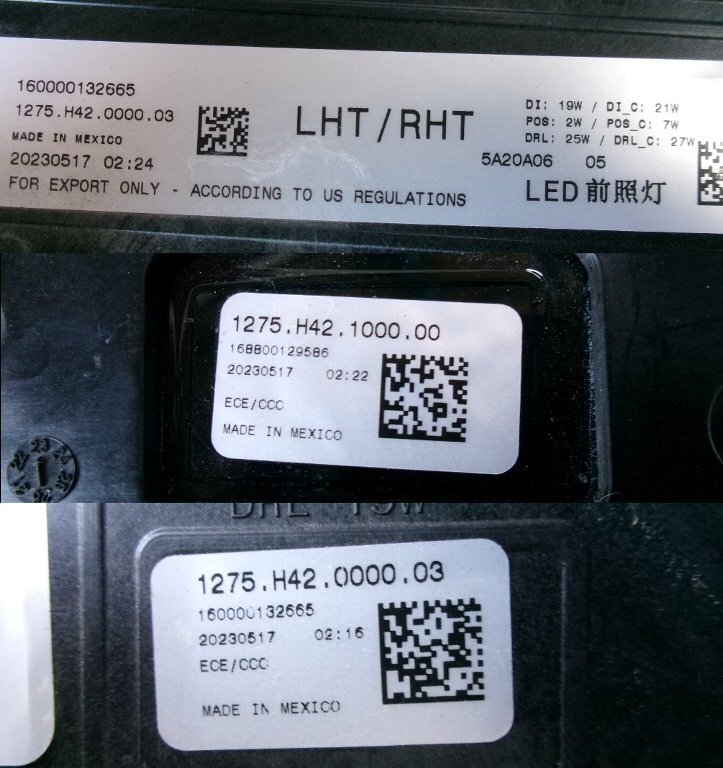 160000132665
1275.H42.0000.03
MADE IN MEXICO
20230517 02:24
FOR EXPORT ONLY - ACCORDING TO US REGULATIONS
LHT/RHT
DI: 19W / DI_C: 21W
POS: 2W / POS_C: 7W
DRL: 25W / DRL_C: 27W
5A20A06 05
LED前照灯
1275.H42.1000.00
168800129586
20230517 02:22
ECE/CCC
MADE IN MEXICO
22 23 24
1275.H42.0000.03
160000132665
20230517 02:16
ECE/CCC
MADE IN MEXICO